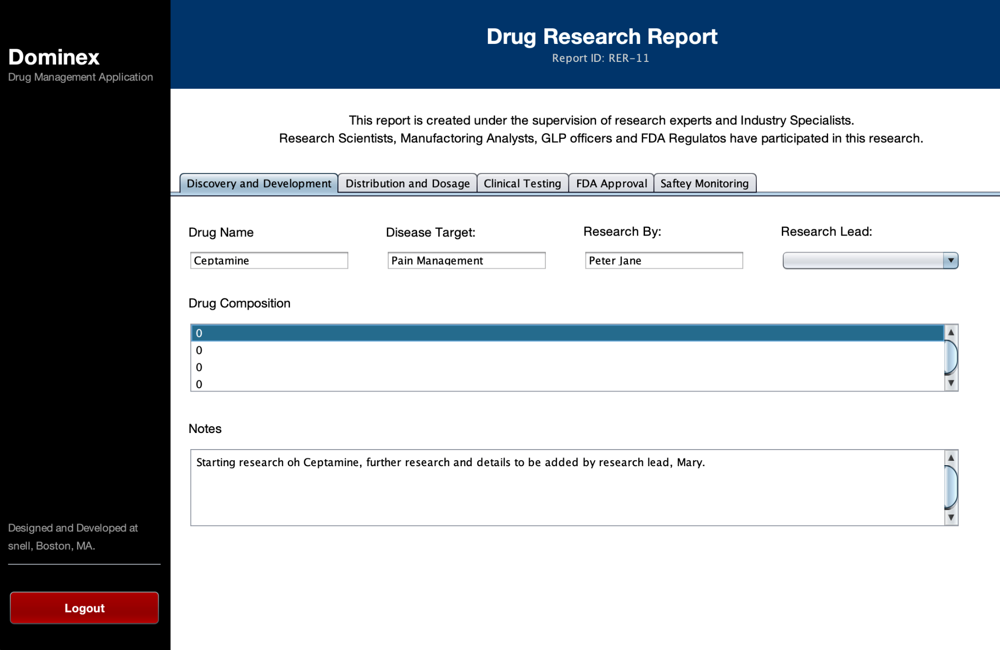 Dominex
Drug Management Application
Drug Research Report
Report ID: RER-11
This report is created under the supervision of research experts and Industry Specialists.
Research Scientists, Manufactoring Analysts, GLP officers and FDA Regulatos have participated in this research.
Discovery and Development
Distribution and Dosage
Clinical Testing
FDA Approval
Saftey Monitoring
Drug Name
Disease Target:
Research By:
Research Lead:
Ceptamine
Pain Management
Peter Jane
Drug Composition
0
0
0
0
Notes
Starting research oh Ceptamine, further research and details to be added by research lead, Mary.
Designed and Developed at
snell, Boston, MA.
Logout